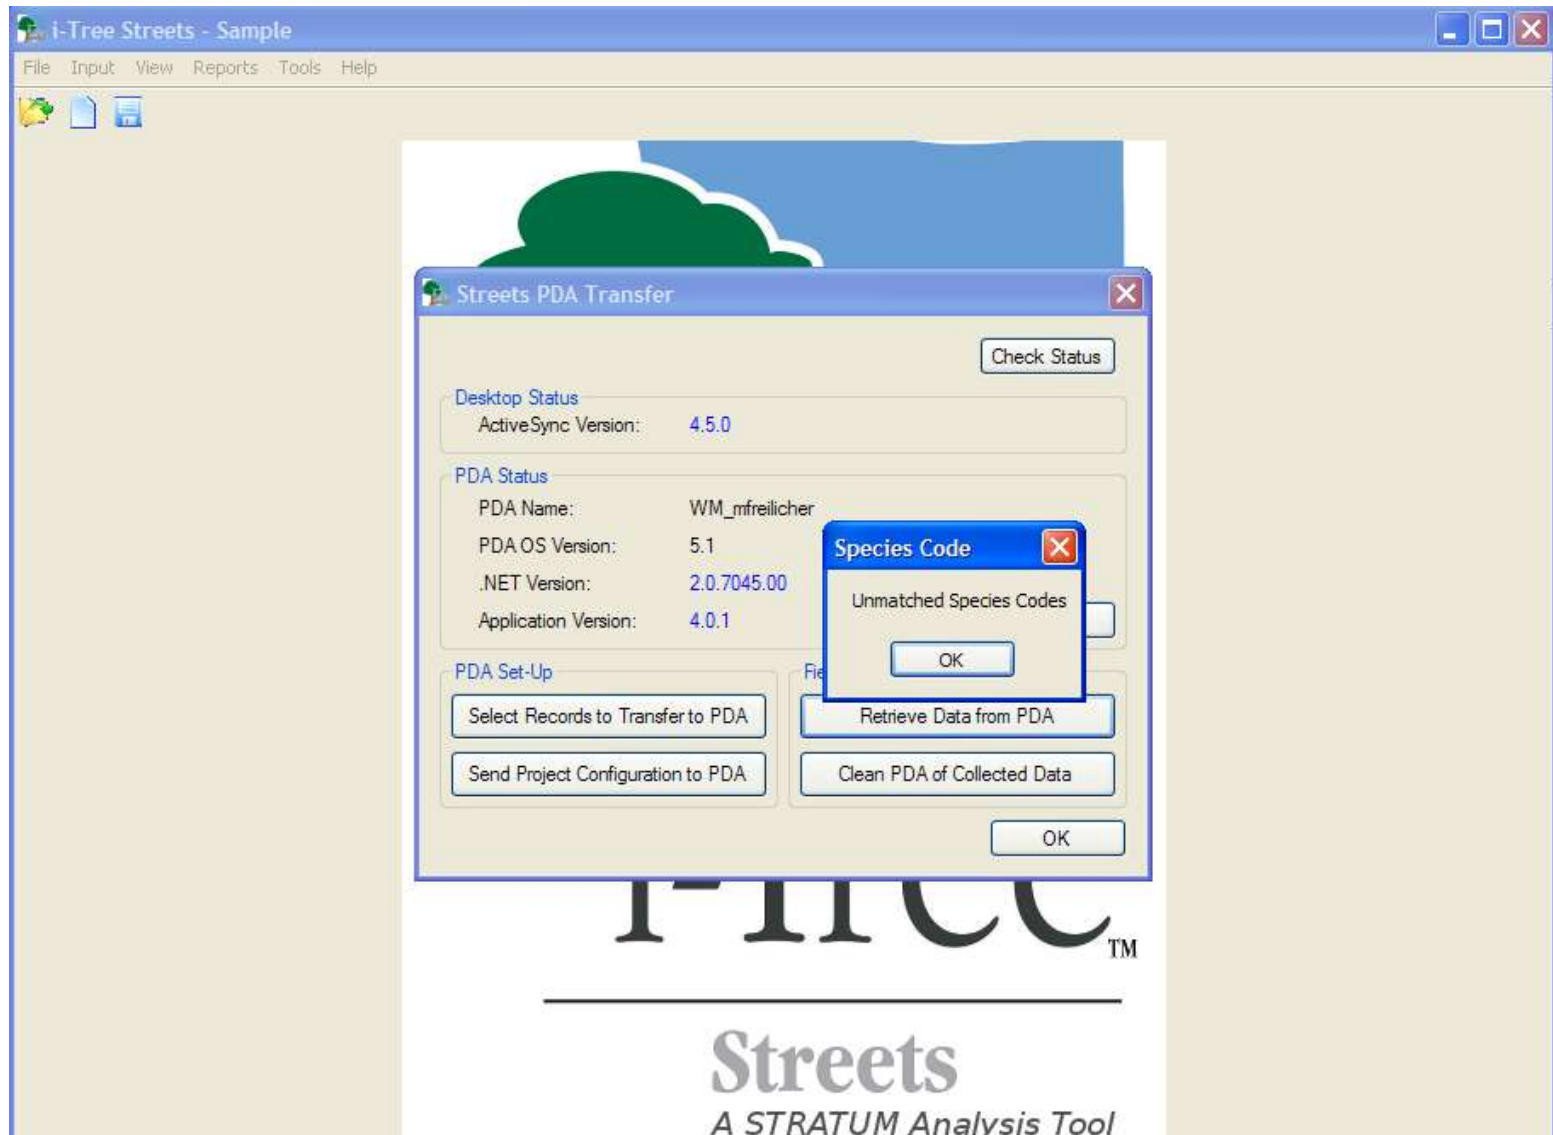 i-Tree Streets - Sample
File Input View Reports Tools Help
Streets PDA Transfer
Check Status
Desktop Status
ActiveSync Version: 4.5.0
PDA Status
PDA Name: WM_mfreilicher
PDA OS Version: 5.1
.NET Version: 2.0.7045.00
Application Version: 4.0.1
Species Code
Unmatched Species Codes
OK
PDA Set-Up
Select Records to Transfer to PDA
Send Project Configuration to PDA
Retrieve Data from PDA
Clean PDA of Collected Data
OK
i-Tree
TM
Streets
A STRATUM Analysis Tool